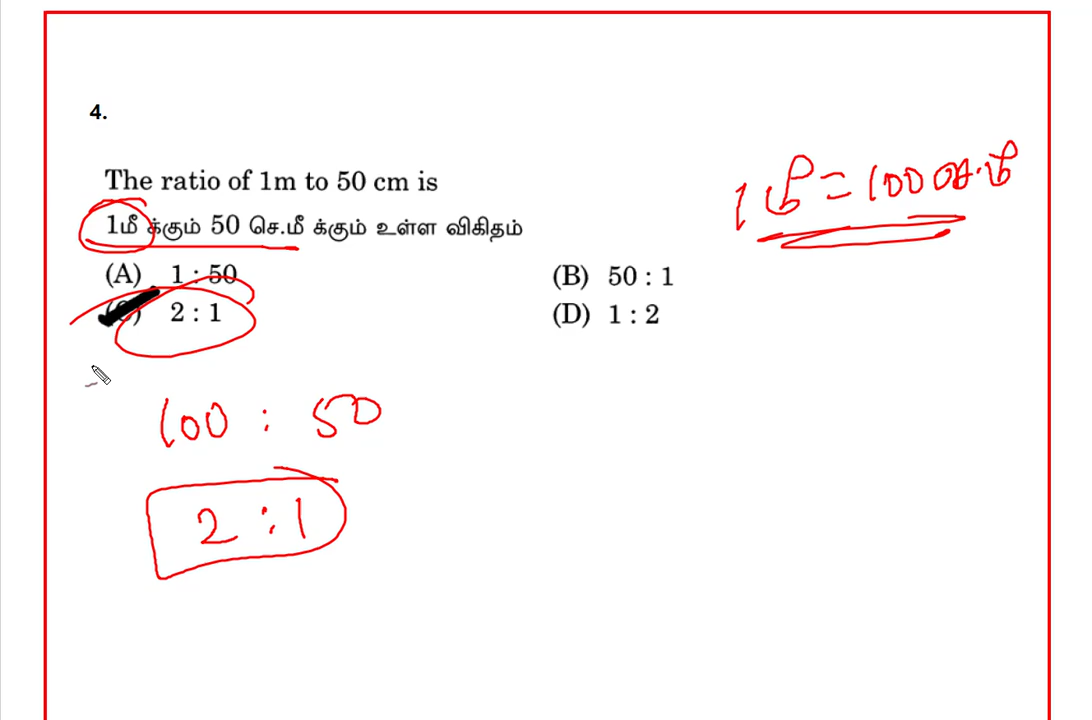 4.
The ratio of 1m to 50 cm is
1மீ = 100 செ.மீ
1மீ க்கும் 50 செ.மீ க்கும் உள்ள விகிதம்
(A) 1 : 50
(B) 50 : 1
2 : 1
(D) 1 : 2
100 : 50
2 : 1